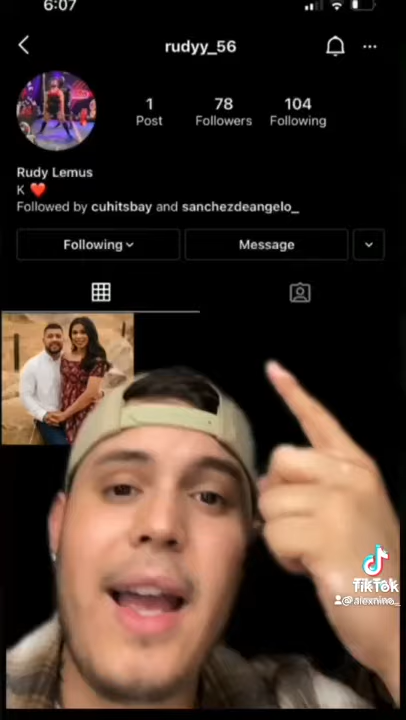 6:07
rudyy_56
1 78 104
Post Followers Following
Rudy Lemus
K ❤️
Followed by cuhitsbay and sanchezdeangelo_
Following Message
TikTok